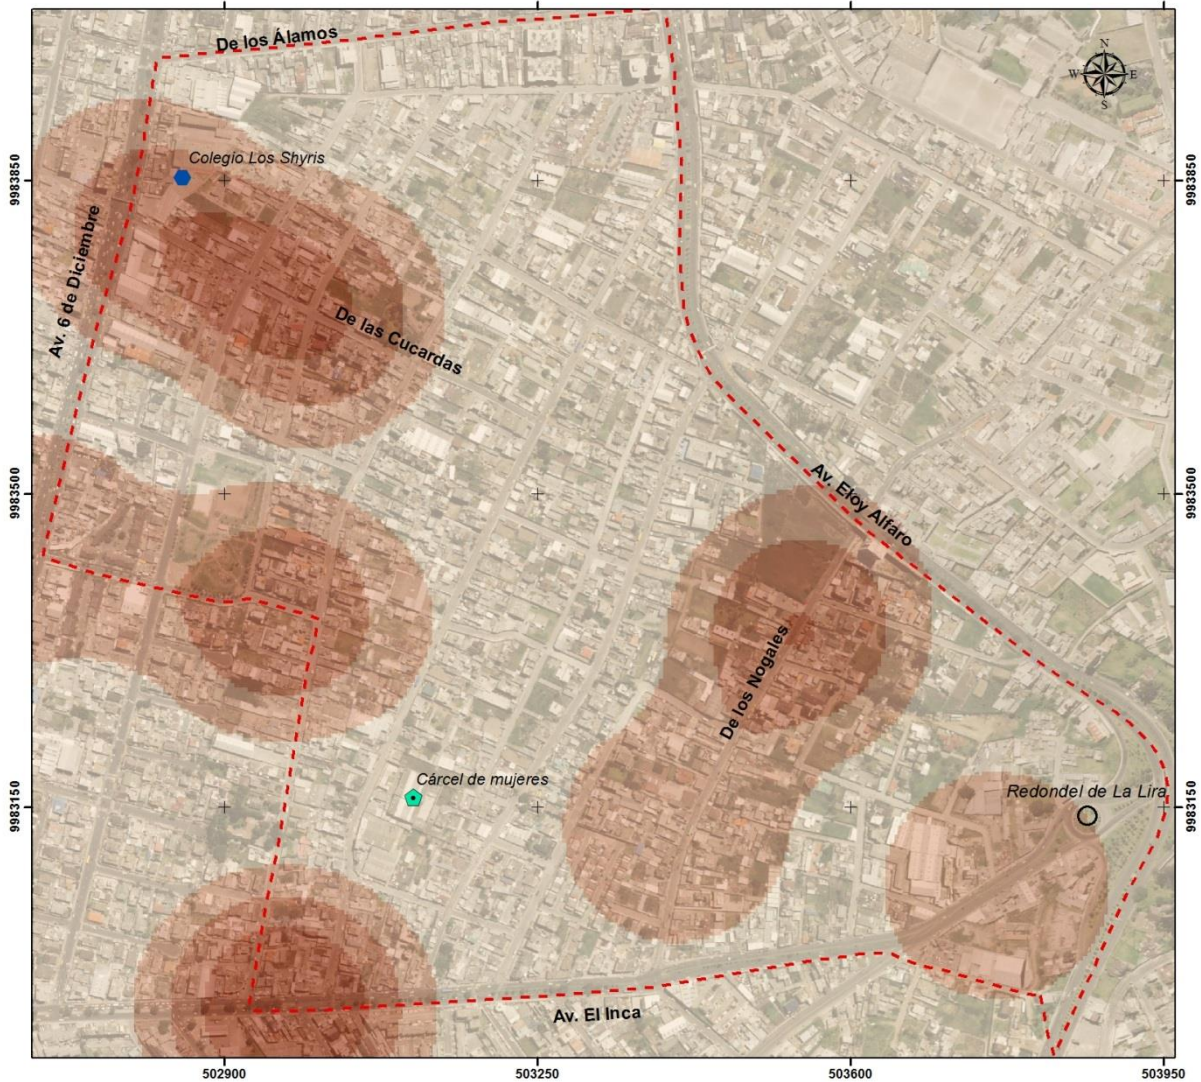 De los Álamos
N
W E
S
Colegio Los Shyris
9983850
9983850
Av. 6 de Diciembre
De las Cucardas
9983500
Av. Eloy Alfaro
9983500
De los Nogales
Cárcel de mujeres
Redondel de La Lira
9983150
9983150
Av. El Inca
502900
503250
503600
503950